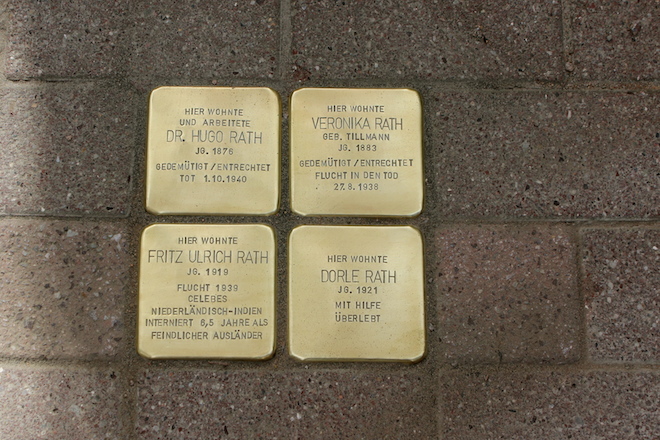 HIER WOHNTE
UND ARBEITETE
DR. HUGO RATH
JG. 1876
GEDEMÜTIGT/ENTRECHTET
TOT 1.10.1940
HIER WOHNTE
VERONIKA RATH
GEB. TILLMANN
JG. 1883
GEDEMÜTIGT/ENTRECHTET
FLUCHT IN DEN TOD
27.8.1938
HIER WOHNTE
FRITZ ULRICH RATH
JG. 1919
FLUCHT 1939
CELEBES
NIEDERLÄNDISCH-INDIEN
INTERNIERT 6,5 JAHRE ALS
FEINDLICHER AUSLÄNDER
HIER WOHNTE
DORLE RATH
JG. 1921
MIT HILFE
ÜBERLEBT